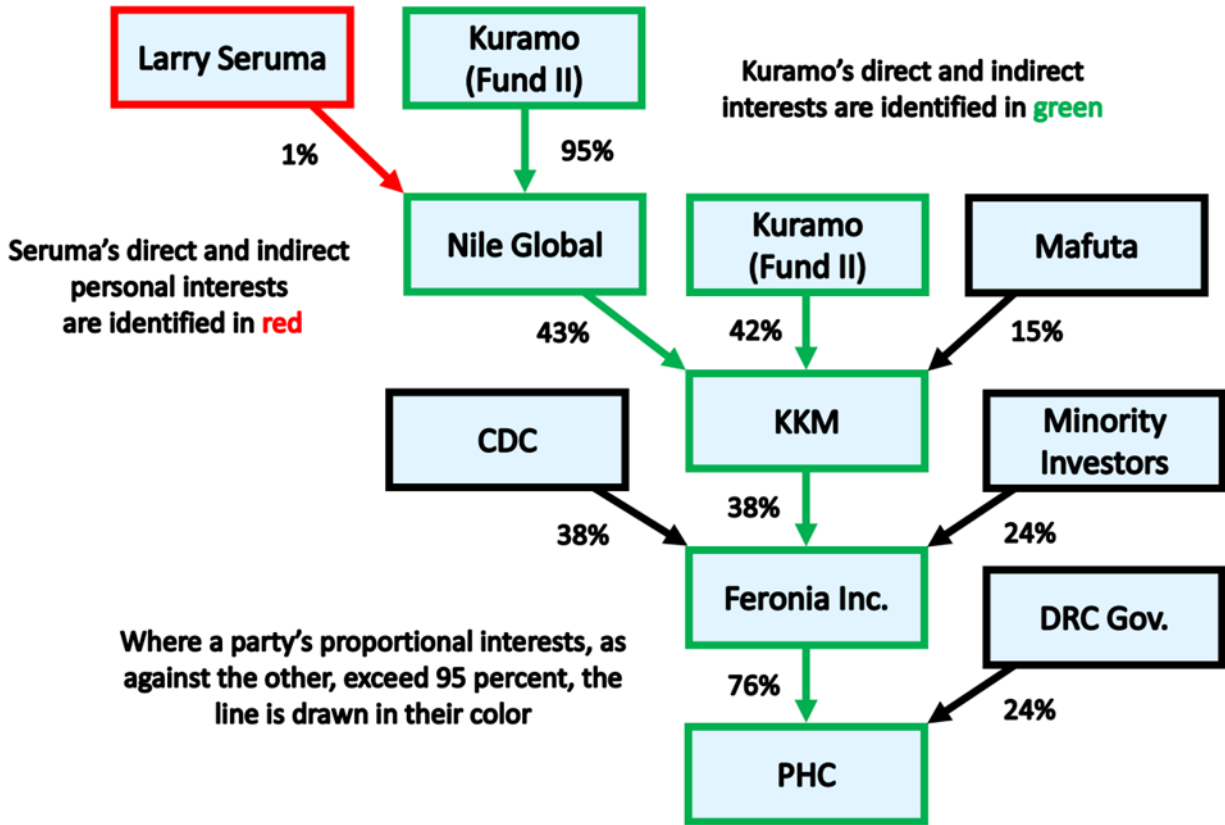 Larry Seruma
Kuramo
(Fund II)
Kuramo’s direct and indirect
interests are identified in green
1%
95%
Seruma’s direct and indirect
personal interests
are identified in red
Nile Global
Kuramo
(Fund II)
Mafuta
43%
42%
15%
CDC
KKM
Minority
Investors
38%
38%
24%
Feronia Inc.
DRC Gov.
Where a party’s proportional interests, as
against the other, exceed 95 percent, the
line is drawn in their color
76%
24%
PHC